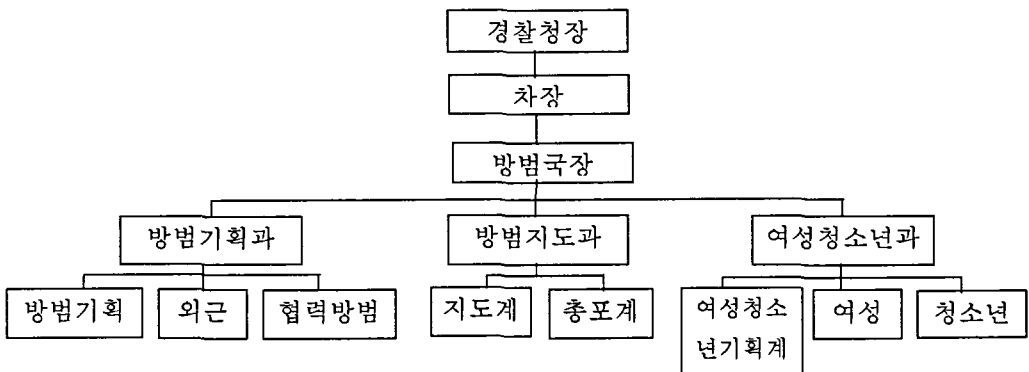 경찰청장
차장
방범국장
방범기획과 방범지도과 여성청소년과
방범기획 외근 협력방범 지도계 총포계 여성청소 여성 청소년
년기획계